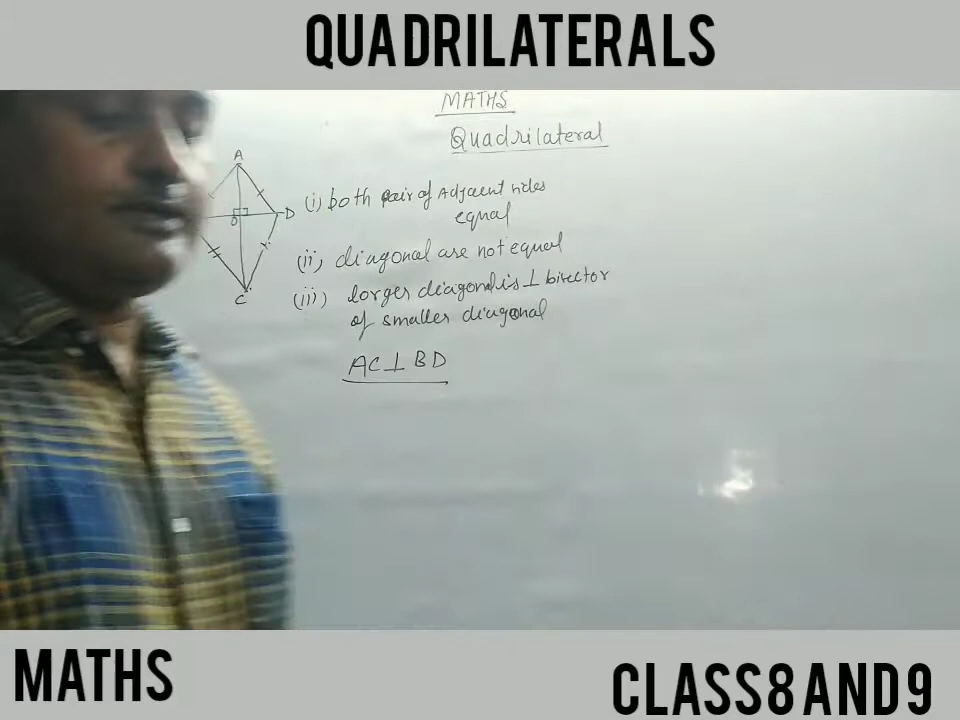 QUADRILATERALS
MATHS
Quadrilateral
A
D
O
C
(i) both pair of Adjacent sides
equal
(ii) diagonal are not equal
(iii) larger diagonal is ⊥ bisector
of smaller diagonal
AC ⊥ BD
MATHS
CLASS 8 AND 9